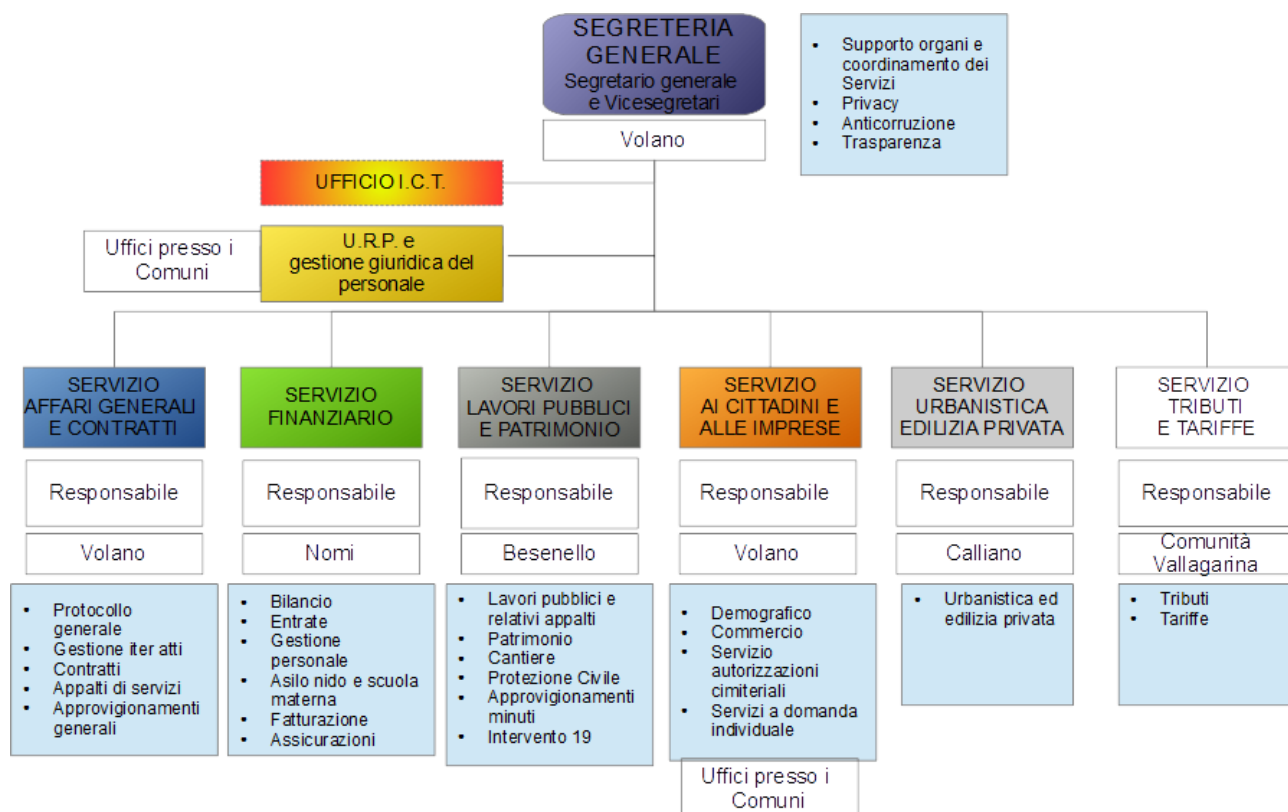 SEGRETERIA
GENERALE
Segretario generale
e Vicesegretari
Volano
• Supporto organi e
coordinamento dei
Servizi
• Privacy
• Anticorruzione
• Trasparenza
UFFICIO I.C.T.
Uffici presso i
Comuni
U.R.P. e
gestione giuridica del
personale
SERVIZIO
AFFARI GENERALI
E CONTRATTI
Responsabile
Volano
• Protocollo
generale
• Gestione iter atti
• Contratti
• Appalti di servizi
• Approvigionamenti
generali
SERVIZIO
FINANZIARIO
Responsabile
Nomi
• Bilancio
• Entrate
• Gestione
personale
• Asilo nido e scuola
materna
• Fatturazione
• Assicurazioni
SERVIZIO
LAVORI PUBBLICI
E PATRIMONIO
Responsabile
Besenello
• Lavori pubblici e
relativi appalti
• Patrimonio
• Cantiere
• Protezione Civile
• Approvigionamenti
minuti
• Intervento 19
SERVIZIO
AI CITTADINI E
ALLE IMPRESE
Responsabile
Volano
• Demografico
• Commercio
• Servizio
autorizzazioni
cimiteriali
• Servizi a domanda
individuale
Uffici presso i
Comuni
SERVIZIO
URBANISTICA
EDILIZIA PRIVATA
Responsabile
Calliano
• Urbanistica ed
edilizia privata
SERVIZIO
TRIBUTI
E TARIFFE
Responsabile
Comunità
Vallagarina
• Tributi
• Tariffe